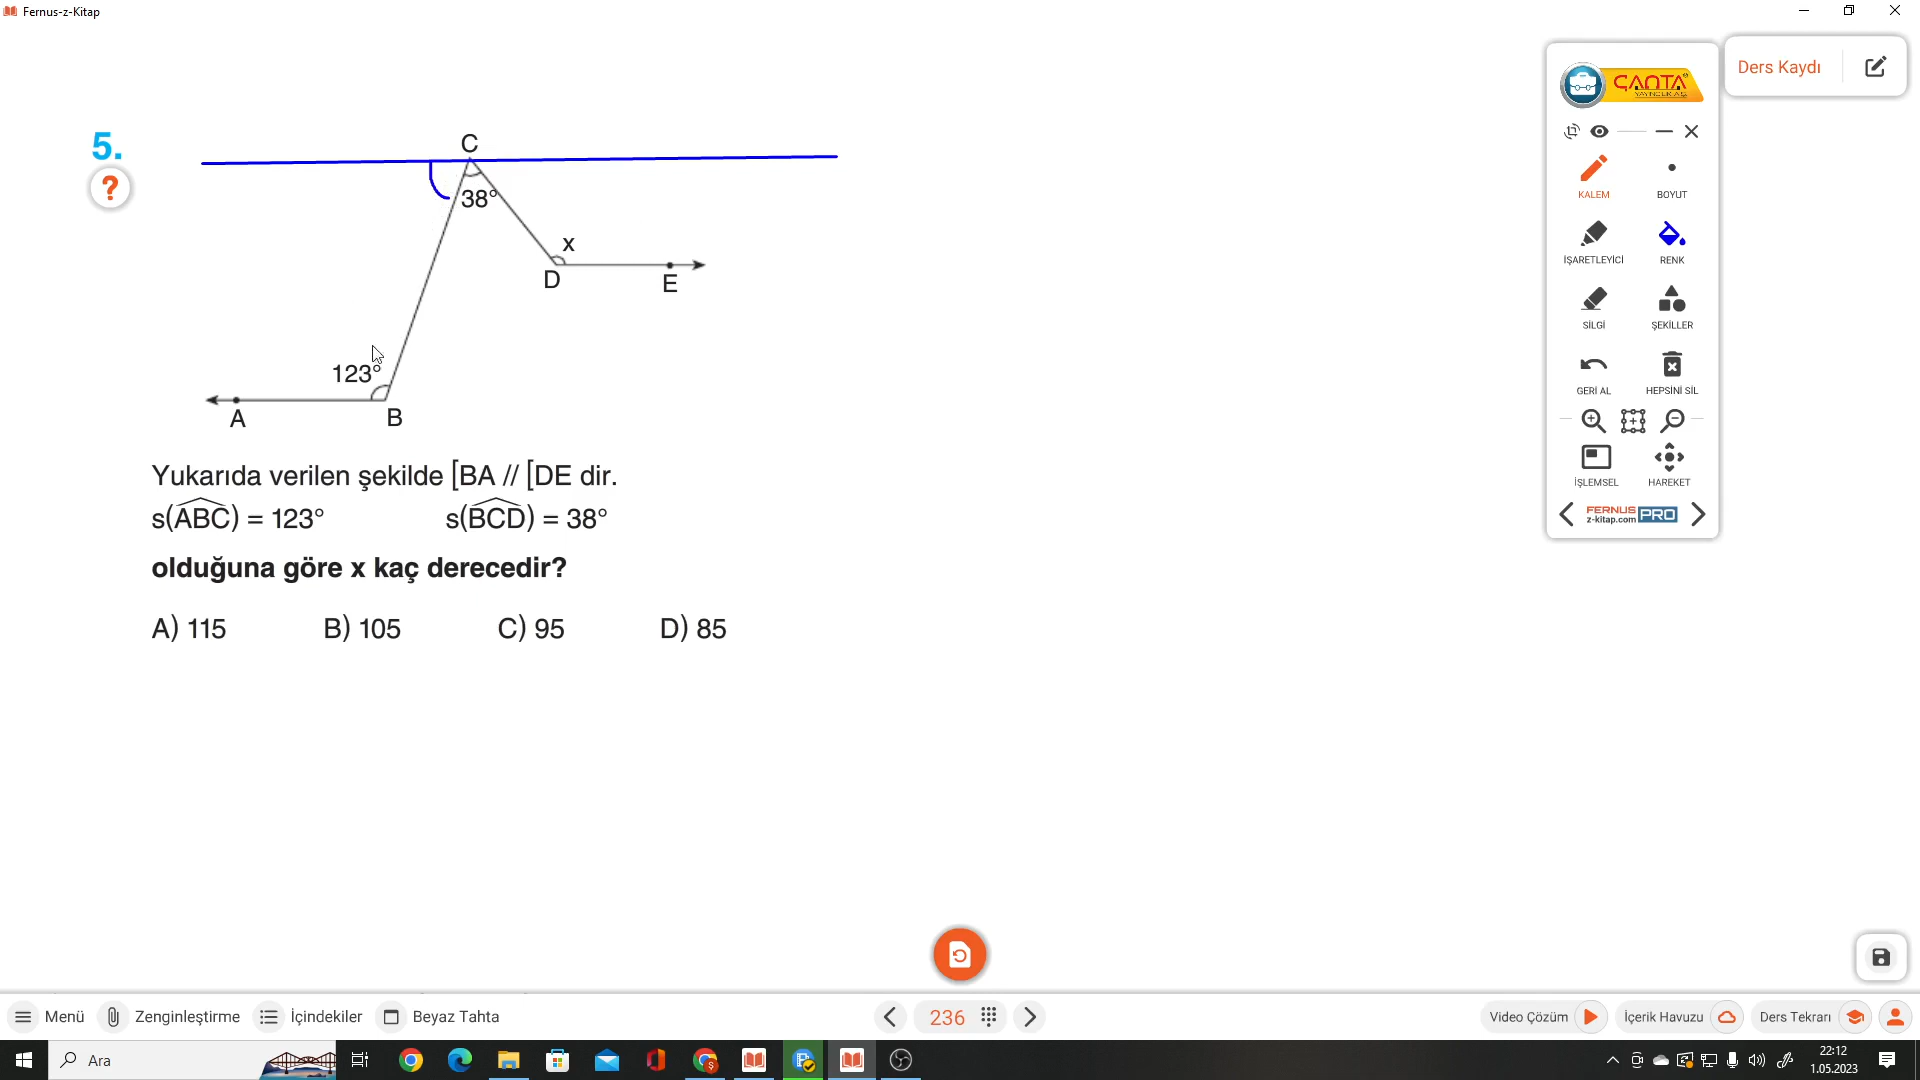 Fernus-z-Kitap
Ders Kaydı
ÇANTA
YAYINCILIK A.Ş.
5.
?
C
38°
x
D
E
123°
A
B
KALEM
BOYUT
İŞARETLEYİCİ
RENK
SİLGİ
ŞEKİLLER
GERİ AL
HEPSİNİ SİL
İŞLEMSEL
HAREKET
FERNUS
z-kitap.com PRO
Yukarıda verilen şekilde [BA // [DE dir.
s(ABC) = 123° s(BCD) = 38°
olduğuna göre x kaç derecedir?
A) 115 B) 105 C) 95 D) 85
Menü Zenginleştirme İçindekiler Beyaz Tahta 236 Video Çözüm İçerik Havuzu Ders Tekrarı
Ara
22:12
1.05.2023